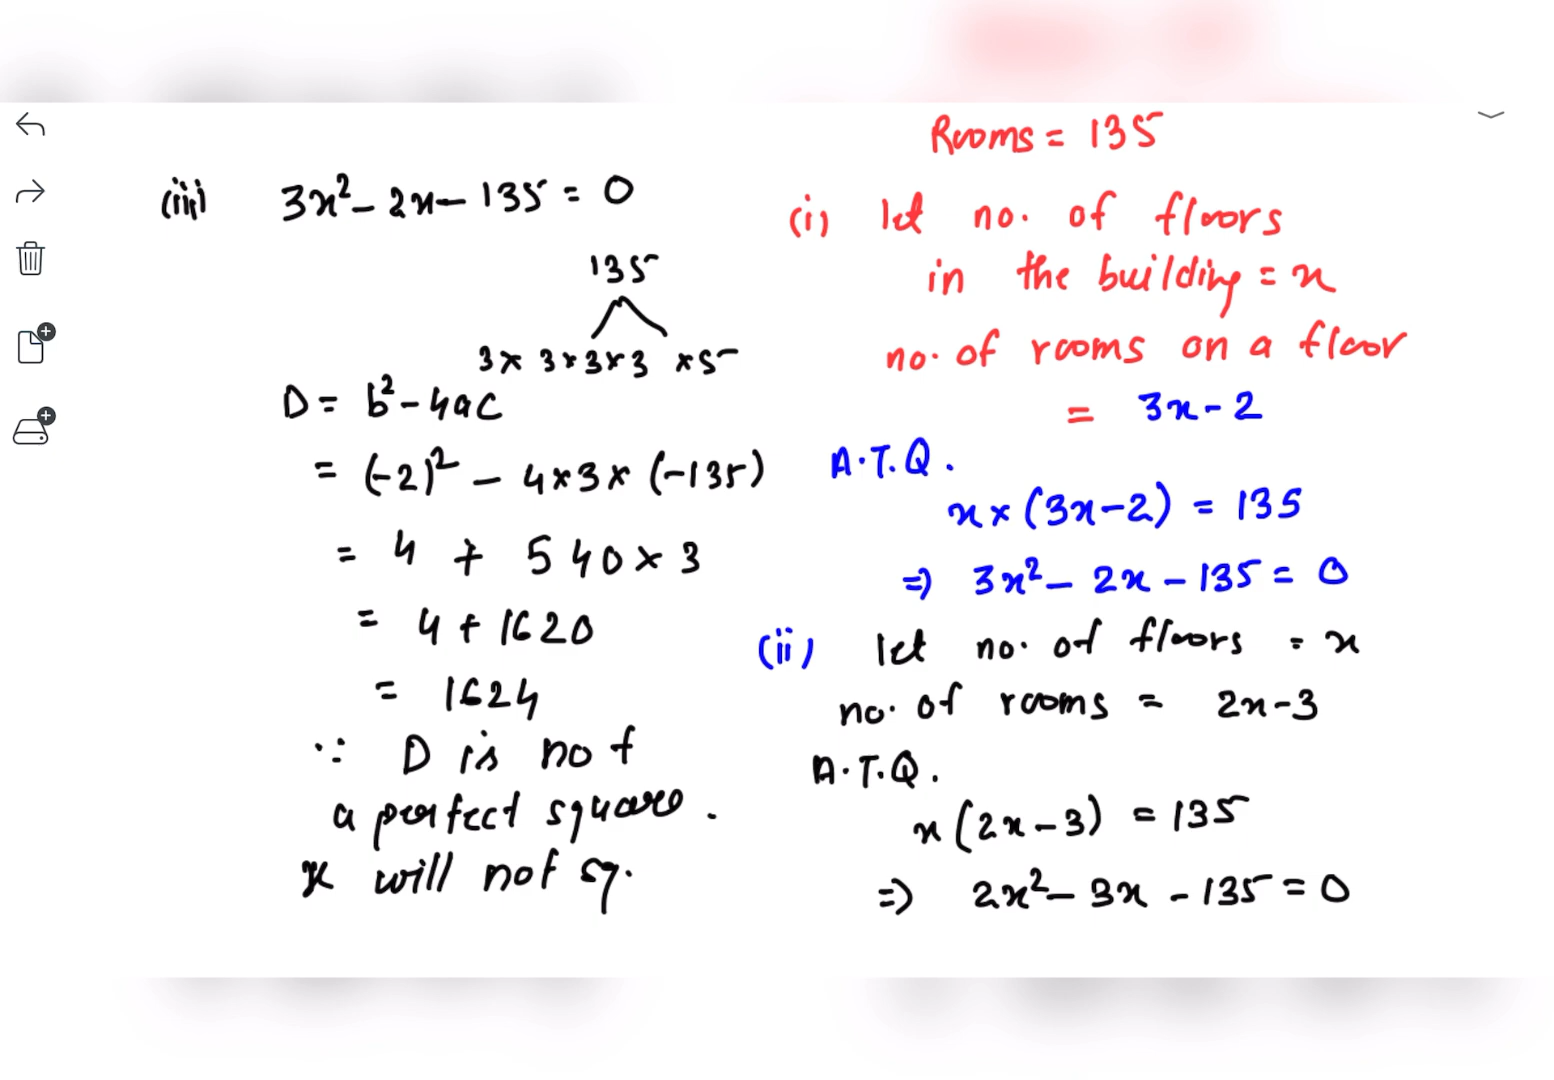 (iii) 3x² - 2x - 135 = 0
135
3 × 3 × 3 × 3 × 5
D = b² - 4ac
= (-2)² - 4×3×(-135)
= 4 + 540 × 3
= 4 + 1620
= 1624
∵ D is not
a perfect square.
x will not
Rooms = 135
(i) let no. of floors
in the building = x
no. of rooms on a floor
= 3x - 2
A.T.Q.
x × (3x-2) = 135
⇒ 3x² - 2x - 135 = 0
(ii) let no. of floors = x
no. of rooms = 2x-3
A.T.Q.
x (2x-3) = 135
⇒ 2x² - 3x - 135 = 0